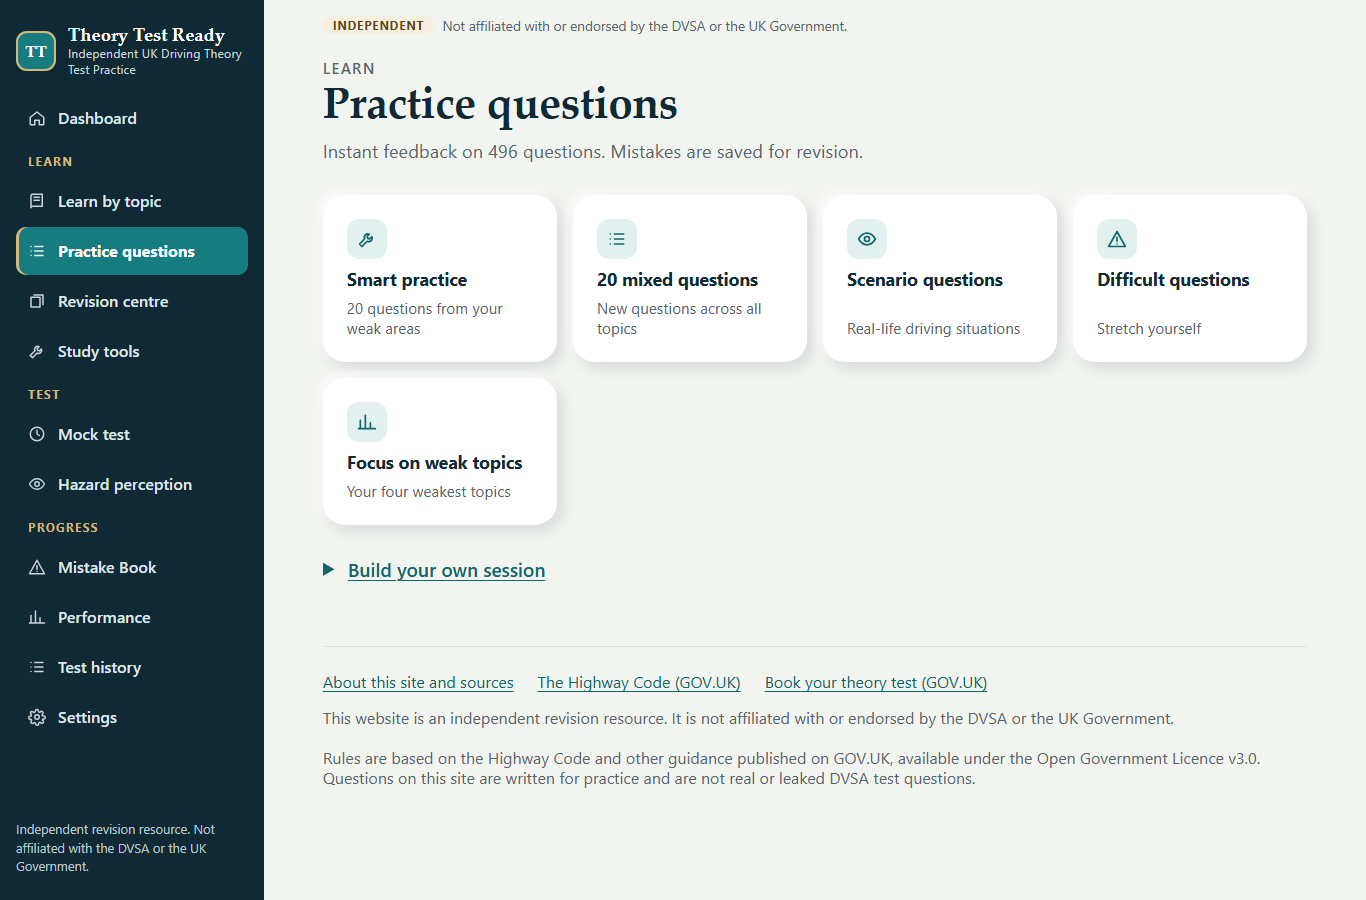 TT
Theory Test Ready
Independent UK Driving Theory
Test Practice
Dashboard
LEARN
Learn by topic
Practice questions
Revision centre
Study tools
TEST
Mock test
Hazard perception
PROGRESS
Mistake Book
Performance
Test history
Settings
Independent revision resource. Not
affiliated with the DVSA or the UK
Government.
INDEPENDENT Not affiliated with or endorsed by the DVSA or the UK Government.
LEARN
Practice questions
Instant feedback on 496 questions. Mistakes are saved for revision.
Smart practice
20 questions from your
weak areas
20 mixed questions
New questions across all
topics
Scenario questions
Real-life driving situations
Difficult questions
Stretch yourself
Focus on weak topics
Your four weakest topics
Build your own session
About this site and sources The Highway Code (GOV.UK) Book your theory test (GOV.UK)
This website is an independent revision resource. It is not affiliated with or endorsed by the DVSA or the UK Government.
Rules are based on the Highway Code and other guidance published on GOV.UK, available under the Open Government Licence v3.0.
Questions on this site are written for practice and are not real or leaked DVSA test questions.